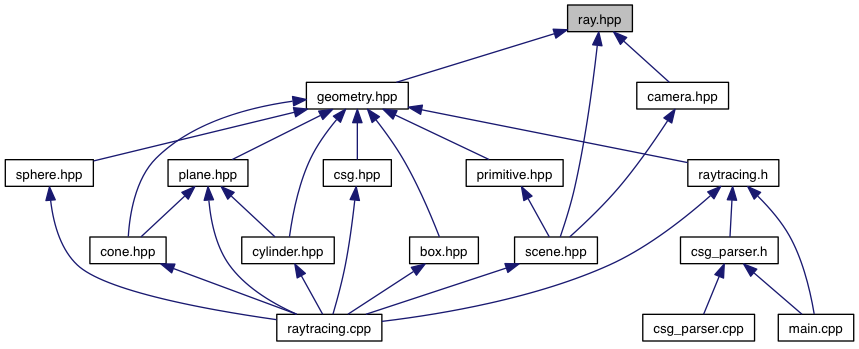 ray.hpp
geometry.hpp
camera.hpp
sphere.hpp
plane.hpp
csg.hpp
primitive.hpp
raytracing.h
cone.hpp
cylinder.hpp
box.hpp
scene.hpp
csg_parser.h
raytracing.cpp
csg_parser.cpp
main.cpp